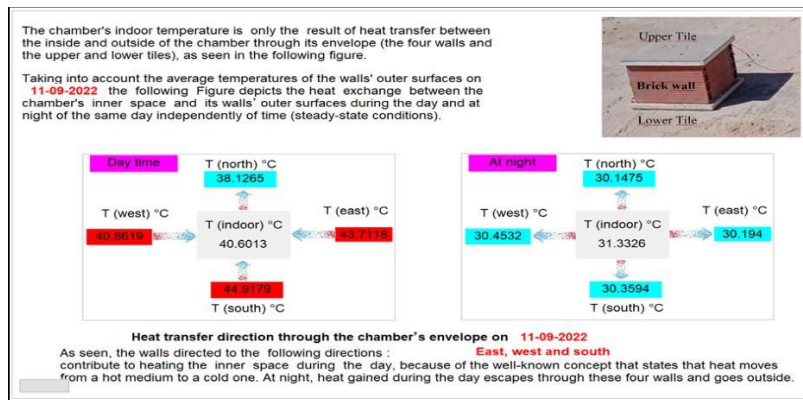 The chamber's indoor temperature is only the result of heat transfer between
the inside and outside of the chamber through its envelope (the four walls and
the upper and lower tiles), as seen in the following figure.
Taking into account the average temperatures of the walls' outer surfaces on
11-09-2022 the following Figure depicts the heat exchange between the
chamber's inner space and its walls' outer surfaces during the day and at
night of the same day independently of time (steady-state conditions).
Upper Tile
Brick wall
Lower Tile
Day time
T (north) °C
38.1265
T (west) °C
40.8619
T (indoor) °C
40.6013
T (east) °C
43.7118
44.9179
T (south) °C
At night
T (north) °C
30.1475
T (west) °C
30.4532
T (indoor) °C
31.3326
T (east) °C
30.194
30.3594
T (south) °C
Heat transfer direction through the chamber's envelope on 11-09-2022
As seen, the walls directed to the following directions : East, west and south
contribute to heating the inner space during the day, because of the well-known concept that states that heat moves
from a hot medium to a cold one. At night, heat gained during the day escapes through these four walls and goes outside.